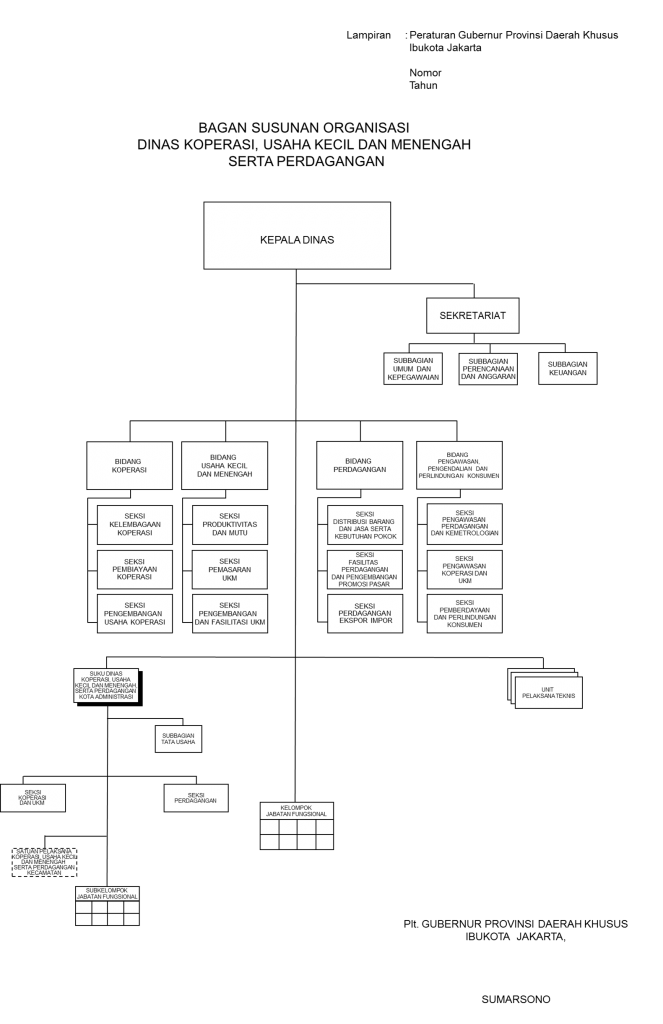 Lampiran : Peraturan Gubernur Provinsi Daerah Khusus
Ibukota Jakarta
Nomor
Tahun
BAGAN SUSUNAN ORGANISASI
DINAS KOPERASI, USAHA KECIL DAN MENENGAH
SERTA PERDAGANGAN
KEPALA DINAS
SEKRETARIAT
SUBBAGIAN
UMUM DAN
KEPEGAWAIAN
SUBBAGIAN
PERENCANAAN
DAN ANGGARAN
SUBBAGIAN
KEUANGAN
BIDANG
KOPERASI
SEKSI
KELEMBAGAAN
KOPERASI
SEKSI
PEMBIAYAAN
KOPERASI
SEKSI
PENGEMBANGAN
USAHA KOPERASI
BIDANG
USAHA KECIL
DAN MENENGAH
SEKSI
PRODUKTIVITAS
DAN MUTU
SEKSI
PEMASARAN
UKM
SEKSI
PENGEMBANGAN
DAN FASILITASI UKM
BIDANG
PERDAGANGAN
SEKSI
DISTRIBUSI BARANG
DAN JASA SERTA
KEBUTUHAN POKOK
SEKSI
FASILITAS
PERDAGANGAN
DAN PENGEMBANGAN
PROMOSI PASAR
SEKSI
PERDAGANGAN
EKSPOR IMPOR
BIDANG
PENGAWASAN,
PENGENDALIAN DAN
PERLINDUNGAN KONSUMEN
SEKSI
PENGAWASAN
PERDAGANGAN
DAN KEMETROLOGIAN
SEKSI
PENGAWASAN
KOPERASI DAN
UKM
SEKSI
PEMBERDAYAAN
DAN PERLINDUNGAN
KONSUMEN
SUKU DINAS
KOPERASI, USAHA
KECIL DAN MENENGAH,
SERTA PERDAGANGAN
KOTA ADMINISTRASI
UNIT
PELAKSANA TEKNIS
SUBBAGIAN
TATA USAHA
SEKSI
KOPERASI
DAN UKM
SEKSI
PERDAGANGAN
KELOMPOK
JABATAN FUNGSIONAL
SATUAN PELAKSANA
KOPERASI, USAHA KECIL
DAN MENENGAH
SERTA PERDAGANGAN
KECAMATAN
SUBKELOMPOK
JABATAN FUNGSIONAL
Plt. GUBERNUR PROVINSI DAERAH KHUSUS
IBUKOTA JAKARTA,
SUMARSONO